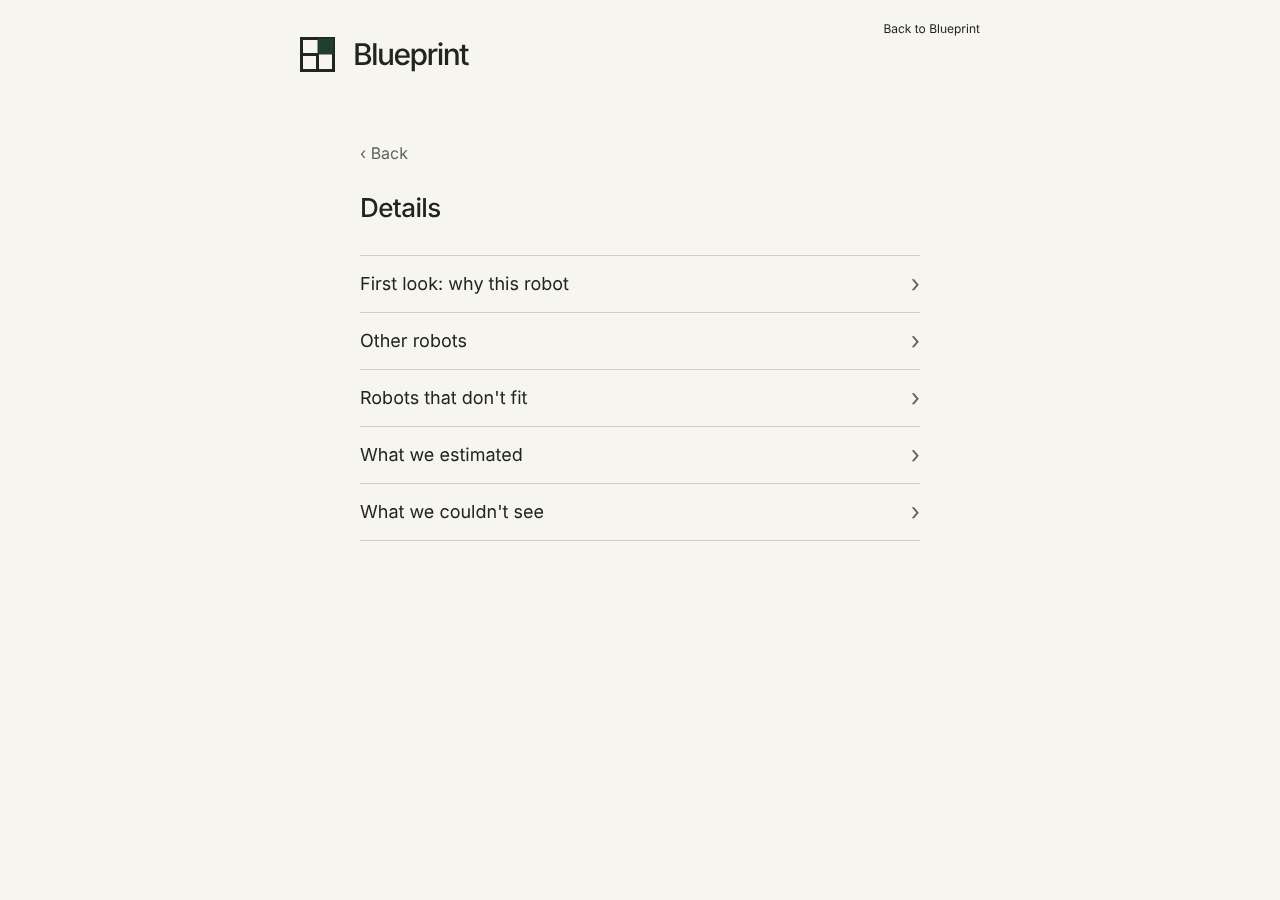 Back to Blueprint
Blueprint
‹ Back
Details
First look: why this robot
Other robots
Robots that don't fit
What we estimated
What we couldn't see